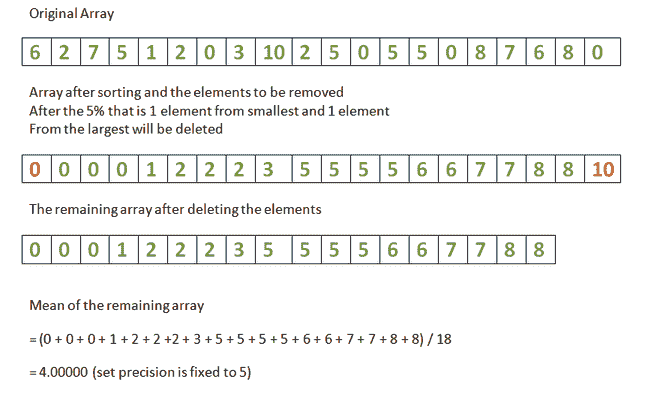 Original Array
6 2 7 5 1 2 0 3 10 2 5 0 5 5 0 8 7 6 8 0
Array after sorting and the elements to be removed
After the 5% that is 1 element from smallest and 1 element
From the largest will be deleted
0 0 0 0 1 2 2 2 3 5 5 5 5 6 6 7 7 8 8 10
The remaining array after deleting the elements
0 0 0 1 2 2 2 3 5 5 5 5 6 6 7 7 8 8
Mean of the remaining array
= (0 + 0 + 0 + 1 + 2 + 2 +2 + 3 + 5 + 5 + 5 + 5 + 6 + 6 + 7 + 7 + 8 + 8) / 18
= 4.00000 (set precision is fixed to 5)